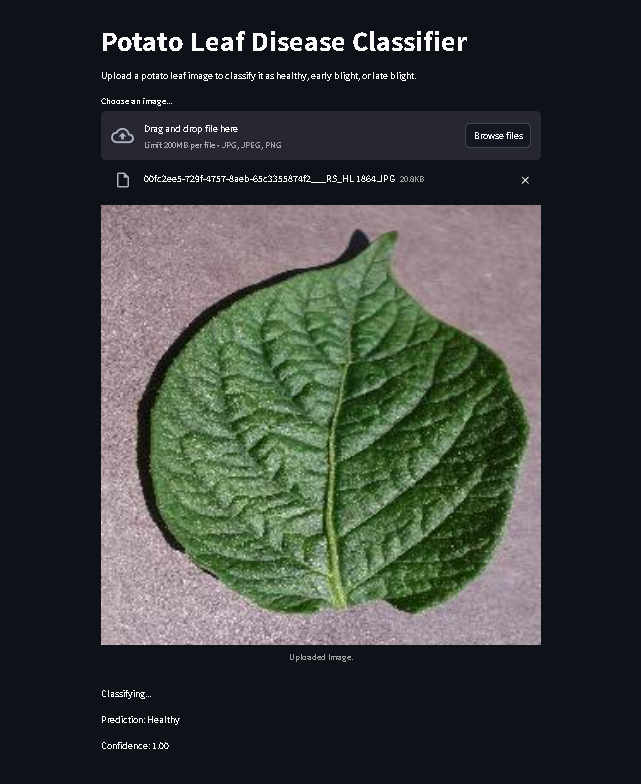 Potato Leaf Disease Classifier
Upload a potato leaf image to classify it as healthy, early blight, or late blight.
Choose an image...
Drag and drop file here
Browse files
Limit 200MB per file • JPG, JPEG, PNG
00fc2ee5-729f-4757-8aeb-65c3355874f2___RS_HL 1864.JPG 20.8KB
Uploaded Image.
Classifying...
Prediction: Healthy
Confidence: 1.00